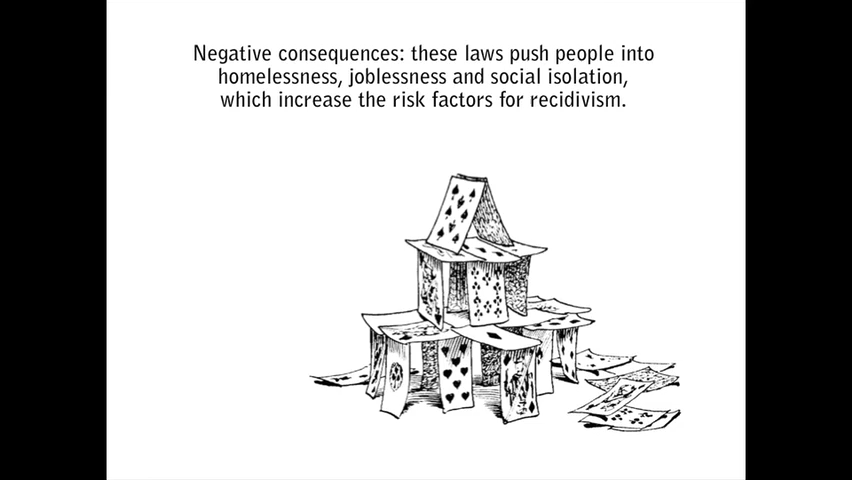 Negative consequences: these laws push people into
homelessness, joblessness and social isolation,
which increase the risk factors for recidivism.